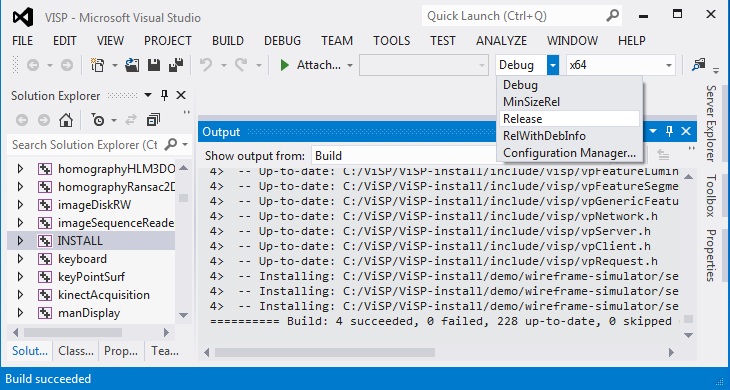 VISP - Microsoft Visual Studio
Quick Launch (Ctrl+Q)
FILE EDIT VIEW PROJECT BUILD DEBUG TEAM TOOLS TEST ANALYZE WINDOW HELP
Attach... Debug x64
Debug
MinSizeRel
Release
RelWithDebInfo
Configuration Manager...
Solution Explorer
Search Solution Explorer (C
homographyHLM3DO
homographyRansac2D
imageDiskRW
imageSequenceReade
INSTALL
keyboard
keyPointSurf
kinectAcquisition
manDisplay
Solut... Class... Prop... Tea...
Output
Show output from: Build
4> -- Up-to-date: C:/ViSP/ViSP-install/include/visp/vpFeatureLumin
4> -- Up-to-date: C:/ViSP/ViSP-install/include/visp/vpFeatureSegme
4> -- Up-to-date: C:/ViSP/ViSP-install/include/visp/vpGenericFeatu
4> -- Up-to-date: C:/ViSP/ViSP-install/include/visp/vpNetwork.h
4> -- Up-to-date: C:/ViSP/ViSP-install/include/visp/vpServer.h
4> -- Up-to-date: C:/ViSP/ViSP-install/include/visp/vpClient.h
4> -- Up-to-date: C:/ViSP/ViSP-install/include/visp/vpRequest.h
4> -- Installing: C:/ViSP/ViSP-install/demo/wireframe-simulator/se
4> -- Installing: C:/ViSP/ViSP-install/demo/wireframe-simulator/se
4> -- Installing: C:/ViSP/ViSP-install/demo/wireframe-simulator/se
========== Build: 4 succeeded, 0 failed, 228 up-to-date, 0 skipped
Server Explorer
Toolbox
Properties
Build succeeded